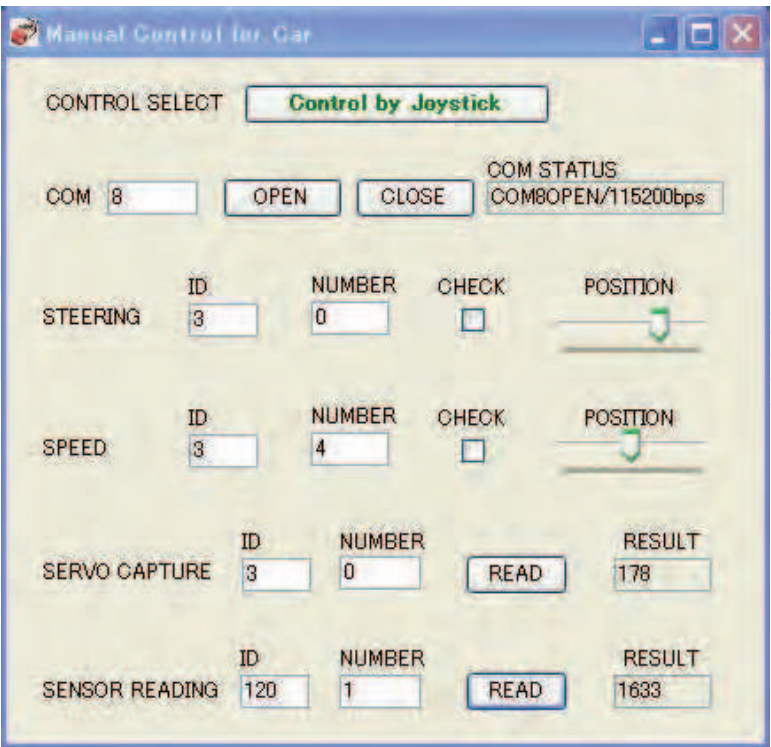 Manual Control for Car
CONTROL SELECT Control by Joystick
COM STATUS
COM 8 OPEN CLOSE COM8OPEN/115200bps
ID NUMBER CHECK POSITION
STEERING 3 0
ID NUMBER CHECK POSITION
SPEED 3 4
ID NUMBER RESULT
SERVO CAPTURE 3 0 READ 178
ID NUMBER RESULT
SENSOR READING 120 1 READ 1633